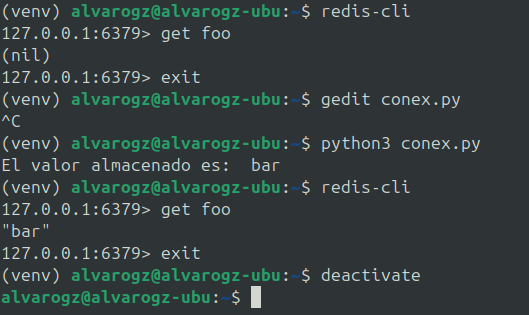 (venv) alvarogz@alvarogz-ubu:~$ redis-cli
127.0.0.1:6379> get foo
(nil)
127.0.0.1:6379> exit
(venv) alvarogz@alvarogz-ubu:~$ gedit conex.py
^C
(venv) alvarogz@alvarogz-ubu:~$ python3 conex.py
El valor almacenado es:  bar
(venv) alvarogz@alvarogz-ubu:~$ redis-cli
127.0.0.1:6379> get foo
"bar"
127.0.0.1:6379> exit
(venv) alvarogz@alvarogz-ubu:~$ deactivate
alvarogz@alvarogz-ubu:~$